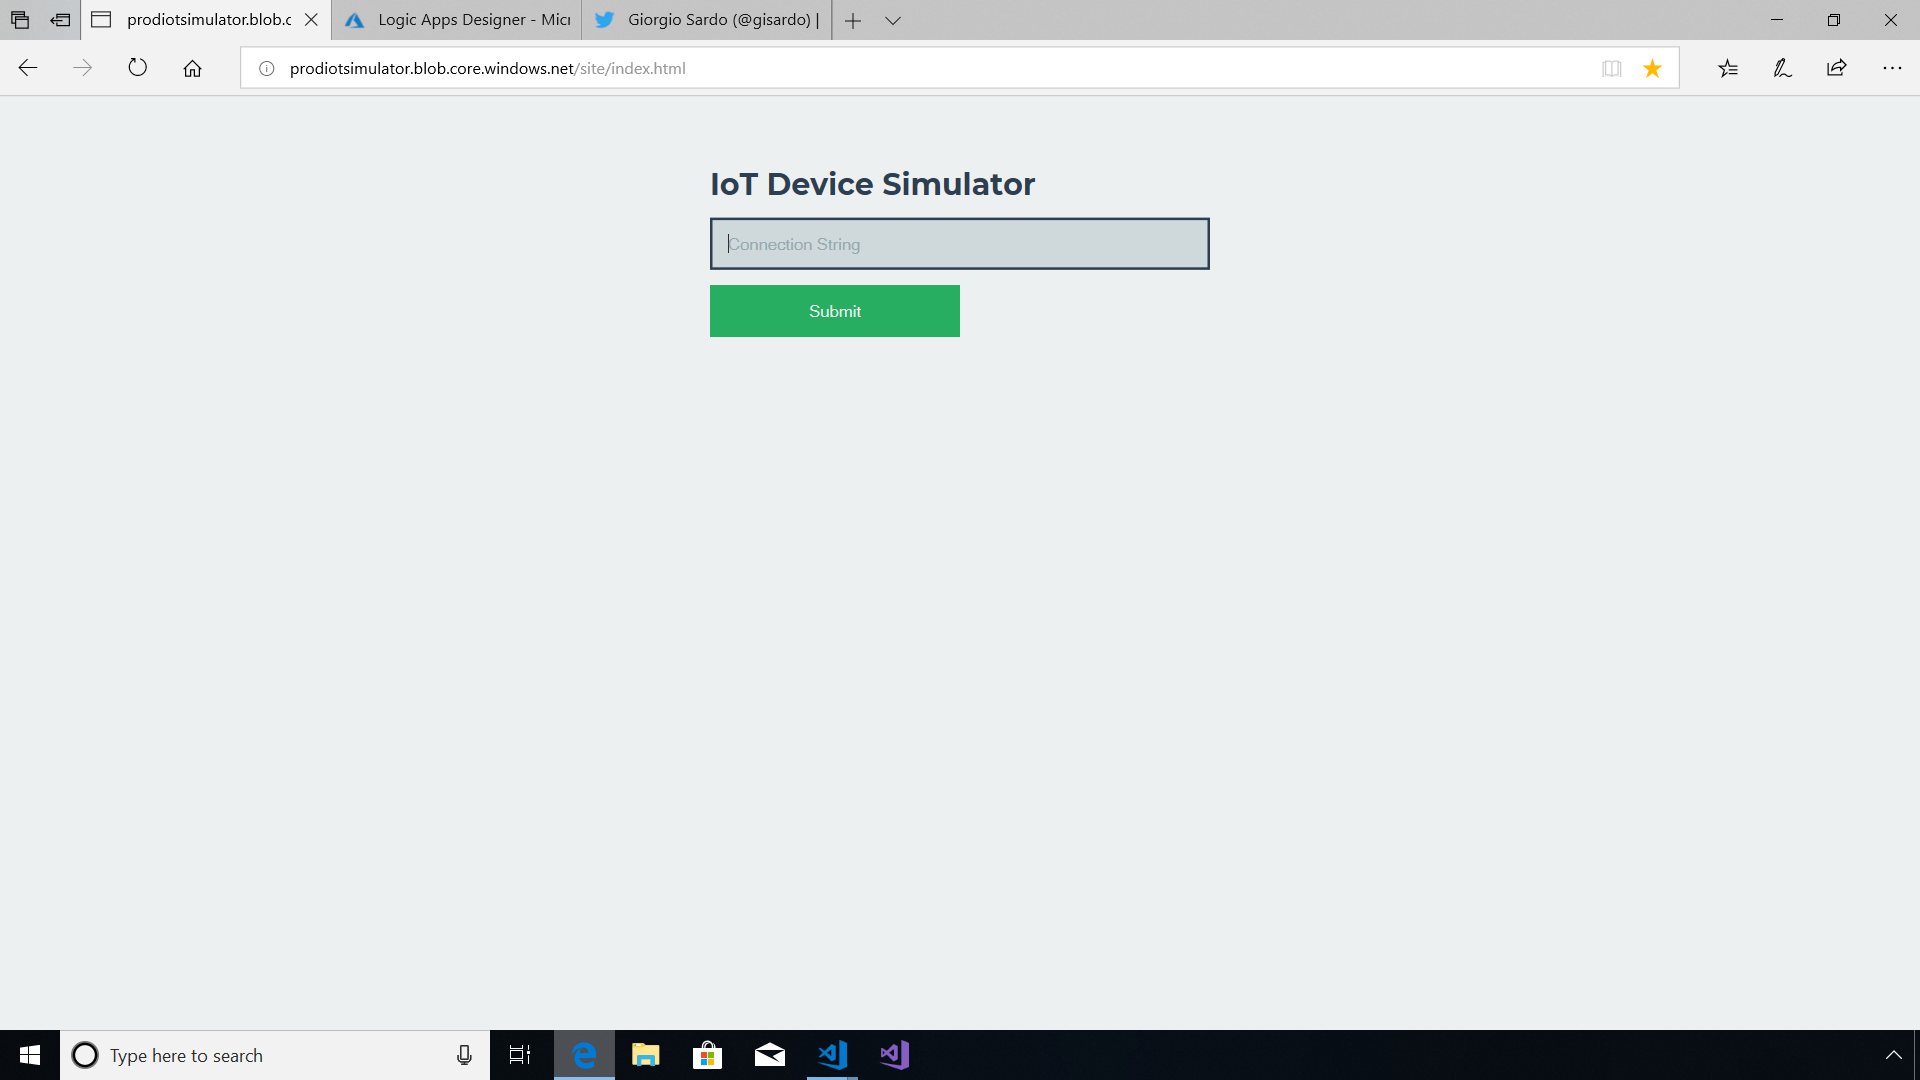 prodiotsimulator.blob.c
Logic Apps Designer - Micr
Giorgio Sardo (@gisardo) |
prodiotsimulator.blob.core.windows.net/site/index.html
IoT Device Simulator
Connection String
Submit
Type here to search